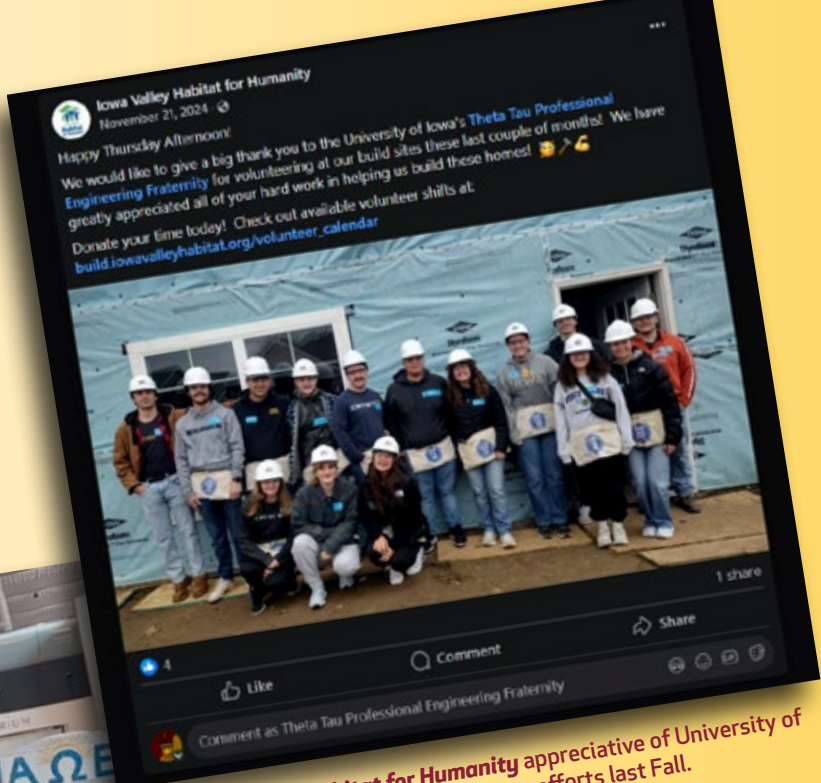 Iowa Valley Habitat for Humanity
November 21, 2024
Happy Thursday Afternoon!
We would like to give a big thank you to the University of Iowa's Theta Tau Professional
Engineering Fraternity for volunteering at our build sites these last couple of months! We have
greatly appreciated all of your hard work in helping us build these homes!
Donate your time today! Check out available volunteer shifts at:
build.iowavalleyhabitat.org/volunteer_calendar
4
1 share
Like
Comment
Share
Comment as Theta Tau Professional Engineering Fraternity
ΑΩΕ
for Humanity appreciative of University of
efforts last Fall.